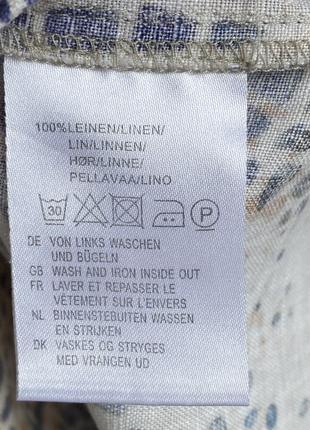 100%LEINEN/LINEN/
LIN/LINNEN/
HØR/LINNE/
PELLAVAA/LINO
30 P
DE VON LINKS WASCHEN
UND BÜGELN
GB WASH AND IRON INSIDE OUT
FR LAVER ET REPASSER LE
VÊTEMENT SUR L'ENVERS
NL BINNENSTEBUITEN WASSEN
EN STRIJKEN
DK VASKES OG STRYGES
MED VRANGEN UD